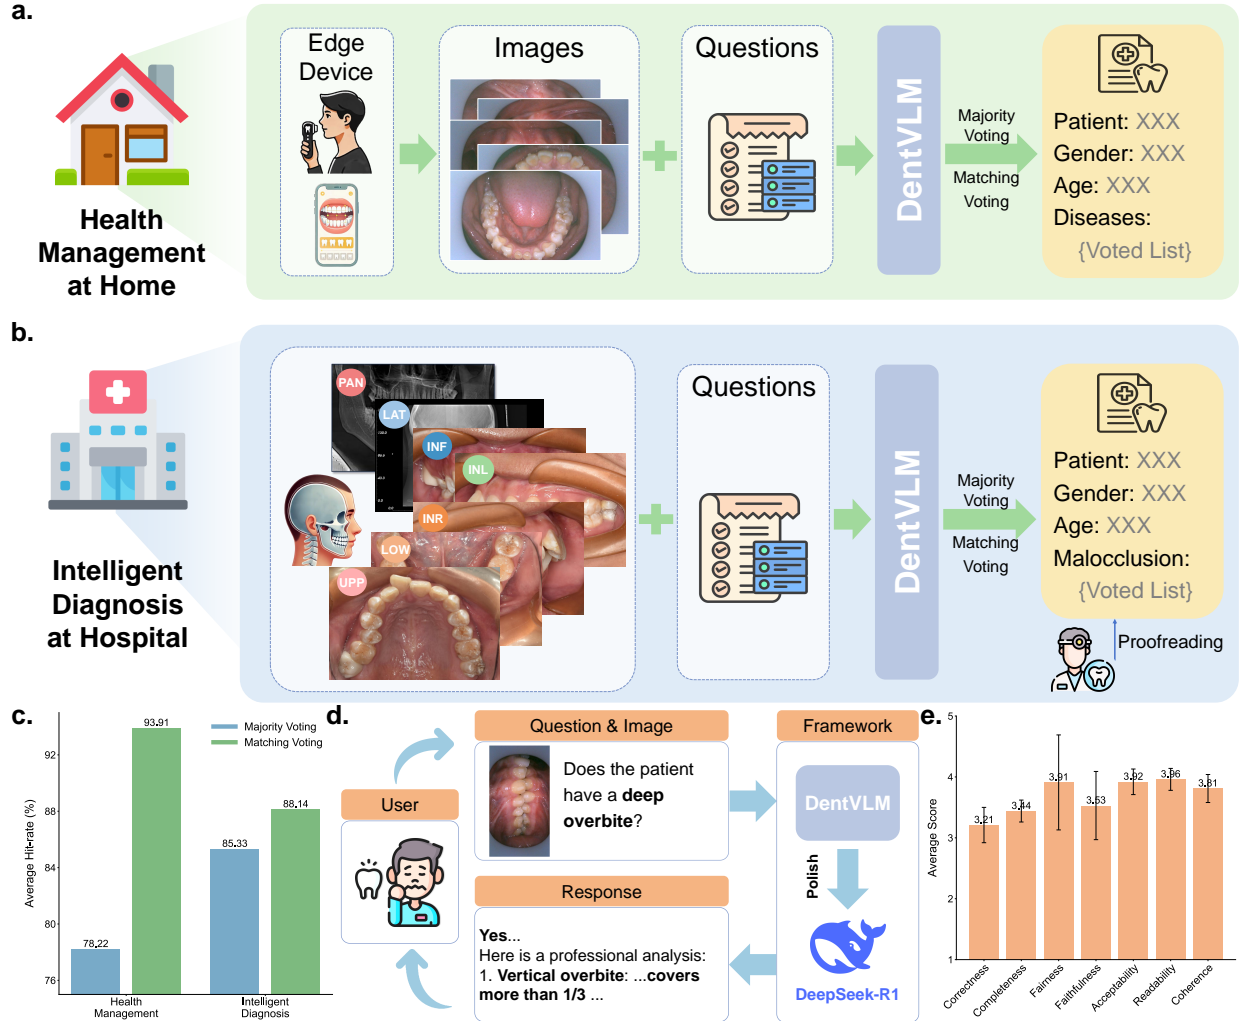 a.
Edge
Device
Images
Questions
DentVLM
Majority
Voting
Matching
Voting
Patient: XXX
Gender: XXX
Age: XXX
Diseases:
{Voted List}
Health
Management
at Home
b.
PAN
LAT
INF
INL
INR
LOW
UPP
Questions
DentVLM
Majority
Voting
Matching
Voting
Patient: XXX
Gender: XXX
Age: XXX
Malocclusion:
{Voted List}
Proofreading
Intelligent
Diagnosis
at Hospital
c.
Average Hit-rate (%)
92
88
84
80
76
Majority Voting
Matching Voting
78.22
93.91
85.33
88.14
Health
Management
Intelligent
Diagnosis
d.
User
Question & Image
Does the patient
have a deep
overbite?
Framework
DentVLM
Polish
DeepSeek-R1
Response
Yes...
Here is a professional analysis:
1. Vertical overbite: ...covers
more than 1/3 ...
e.
Average Score
5
4
3
2
1
3.21
3.44
3.91
3.53
3.92
3.96
3.81
Correctness
Completeness
Fairness
Faithfulness
Acceptability
Readability
Coherence